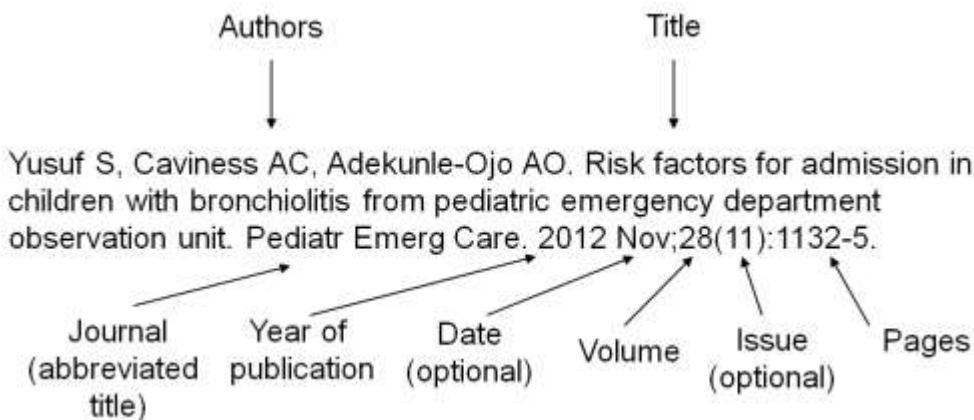 Authors
Title
Yusuf S, Caviness AC, Adekunle-Ojo AO. Risk factors for admission in
children with bronchiolitis from pediatric emergency department
observation unit. Pediatr Emerg Care. 2012 Nov;28(11):1132-5.
Journal
(abbreviated
title)
Year of
publication
Date
(optional)
Volume
Issue
(optional)
Pages